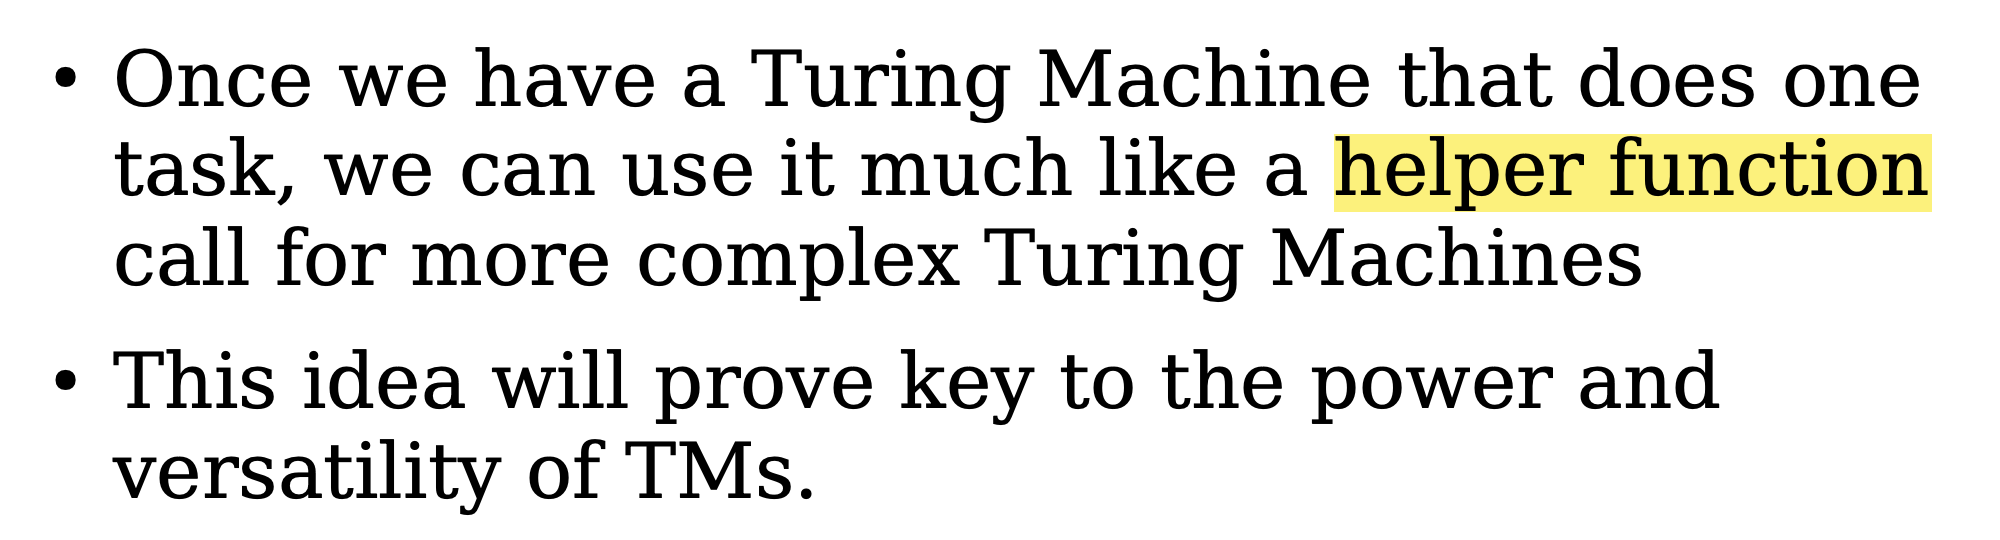 • Once we have a Turing Machine that does one
task, we can use it much like a helper function
call for more complex Turing Machines
• This idea will prove key to the power and
versatility of TMs.